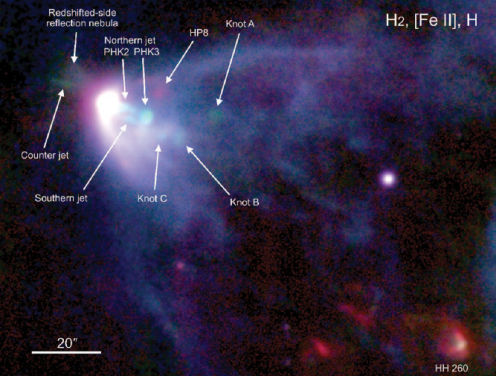 Redshifted-side
reflection nebula
Northern jet
PHK2 PHK3
HP8
Knot A
H2, [Fe II], H
Counter jet
Southern jet
Knot C
Knot B
20"
HH 260